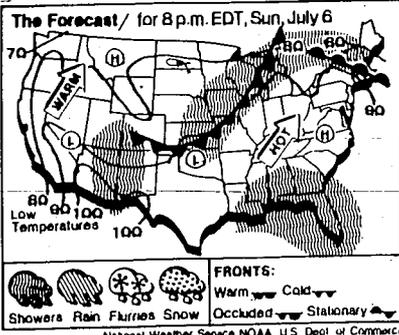 The Forecast/ for 8 p.m. EDT, Sun, July 6
70
H
80
60
WARM
80
L
HOT
H
L
80
90
100
Low
Temperatures
100
FRONTS:
Warm Cold
Showers Rain Flurries Snow
Occluded Stationary
National Weather Service NOAA U.S. Dept. of Commerce